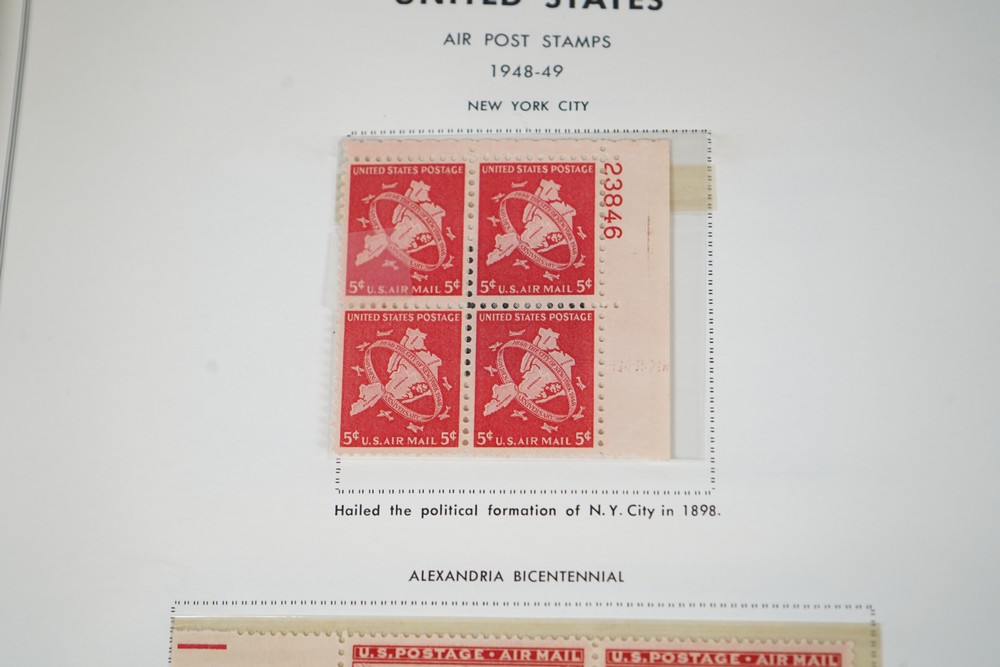 UNITED STATES
AIR POST STAMPS
1948-49
NEW YORK CITY
UNITED STATES POSTAGE
UNITED STATES POSTAGE
23846
5¢ U.S. AIR MAIL 5¢
5¢ U.S. AIR MAIL 5¢
UNITED STATES POSTAGE
UNITED STATES POSTAGE
ANNIVERSARY
ANNIVERSARY
5¢ U.S. AIR MAIL 5¢
5¢ U.S. AIR MAIL 5¢
Hailed the political formation of N.Y. City in 1898.
ALEXANDRIA BICENTENNIAL
U.S. POSTAGE • AIR MAIL
U.S. POSTAGE • AIR MAIL